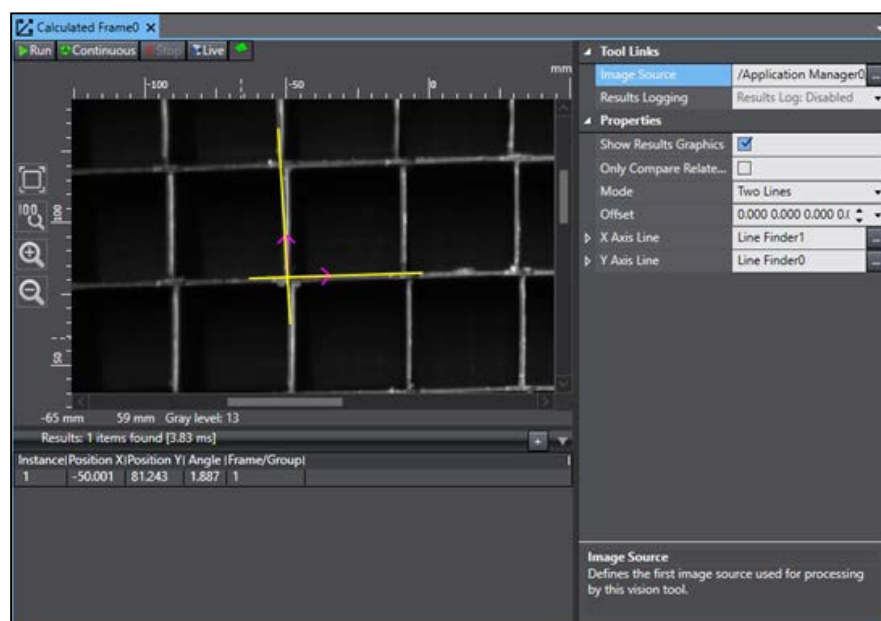 Calculated Frame0
Run Continuous Stop Live
mm
-100 -50 0
100
100
50
-65 mm 59 mm Gray level: 13
Results: 1 items found [3.83 ms]
Instance Position X Position Y Angle Frame/Group
1 -50.001 81.243 1.887 1
Tool Links
Image Source /Application Manager0
Results Logging Results Log: Disabled
Properties
Show Results Graphics
Only Compare Relate...
Mode Two Lines
Offset 0.000 0.000 0.000 0.(
X Axis Line Line Finder1
Y Axis Line Line Finder0
Image Source
Defines the first image source used for processing
by this vision tool.